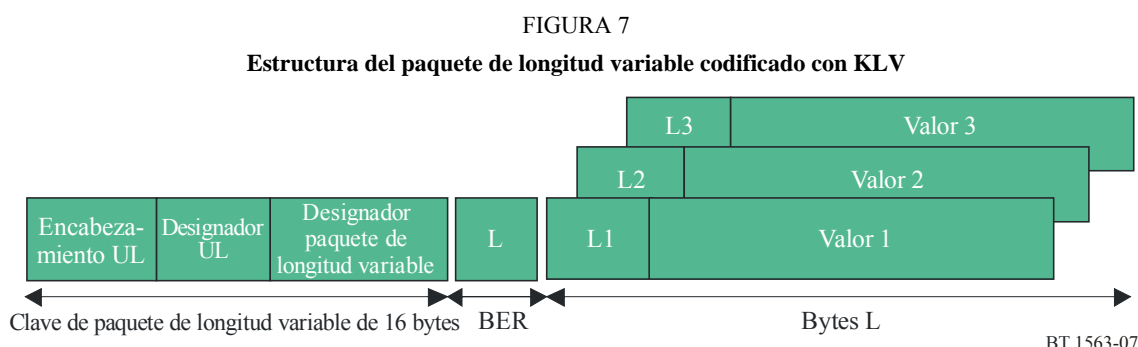 FIGURA 7
Estructura del paquete de longitud variable codificado con KLV
L3
Valor 3
L2
Valor 2
Encabeza-
miento UL
Designador
UL
Designador
paquete de
longitud variable
L
L1
Valor 1
Clave de paquete de longitud variable de 16 bytes
BER
Bytes L
BT.1563-07